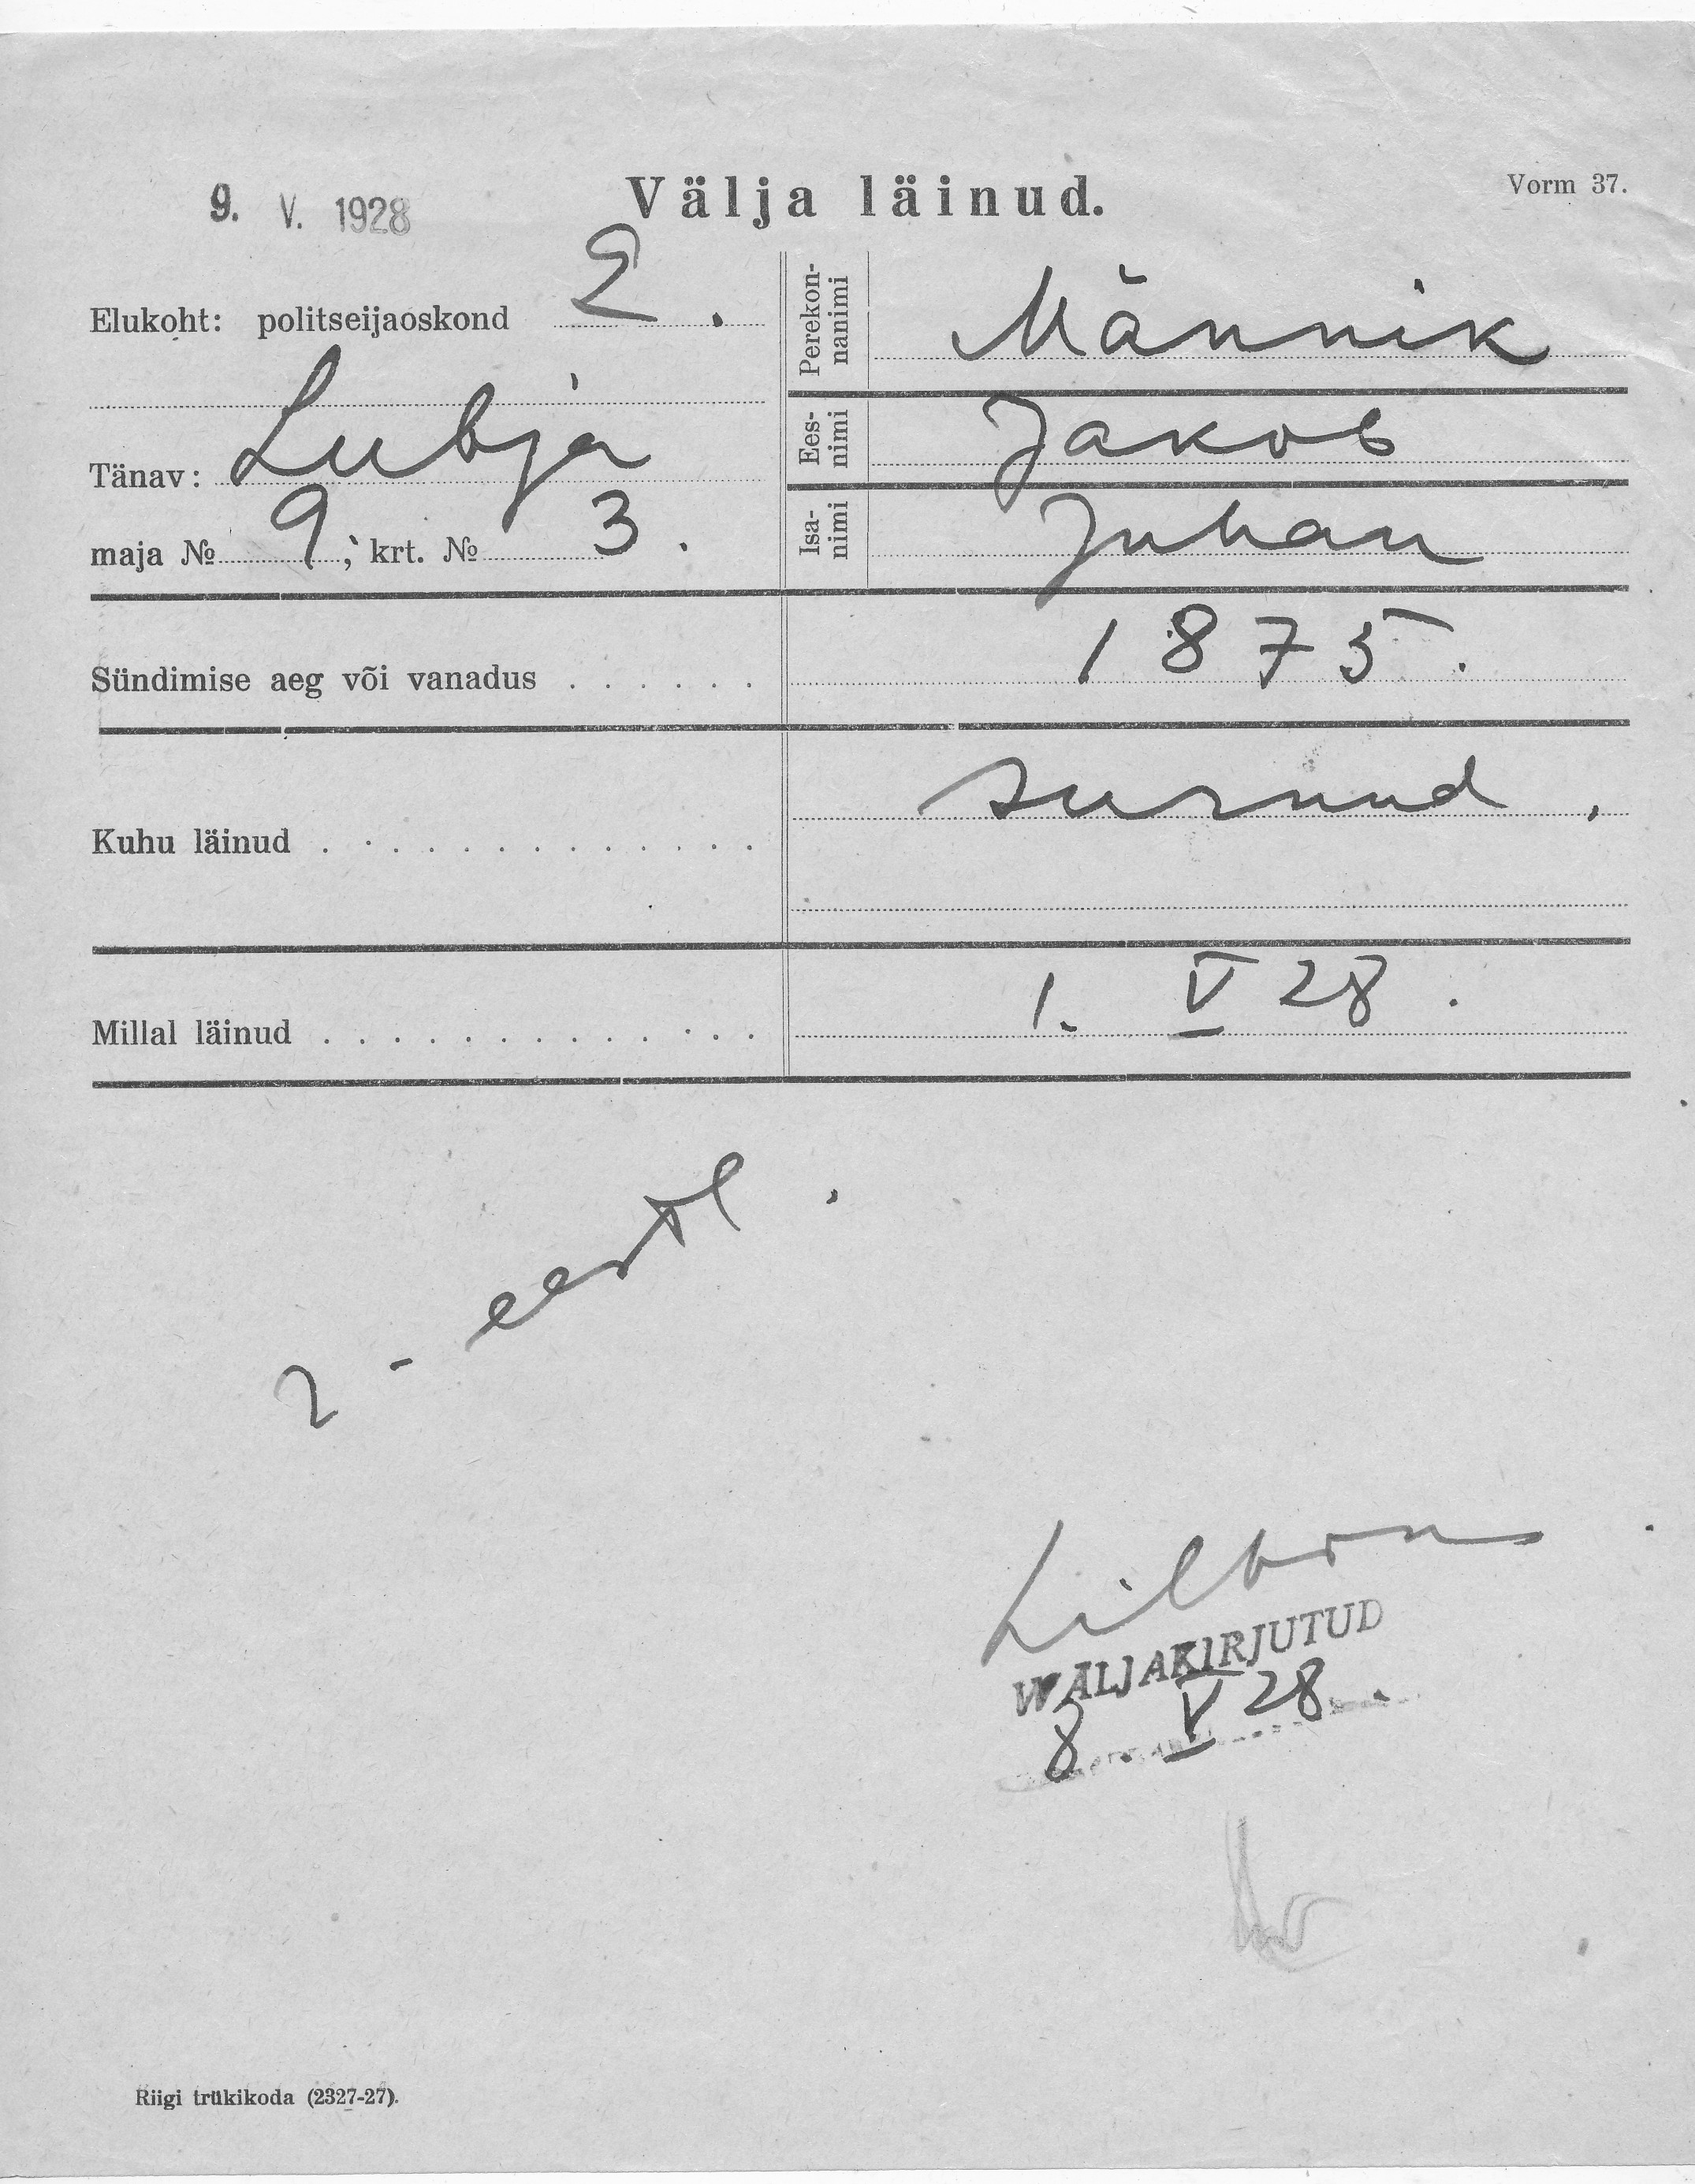 9. V. 1928
Välja läinud.
Vorm 37.
Elukoht: politseijaoskond 2.
Tänav: Lubja
maja № 9; krt. № 3.
Perekonnanimi Männik
Eesnimi Jakob
Isanimi Juhan
Sündimise aeg või vanadus . . . . . . 1875.
Kuhu läinud . . . . . . . . . . . . . surnud.
Millal läinud . . . . . . . . . . . . . 1. V 28.
2 - eestl.
WÄLJAKIRJUTUD
8 V 28.
Riigi trükikoda (2327-27).